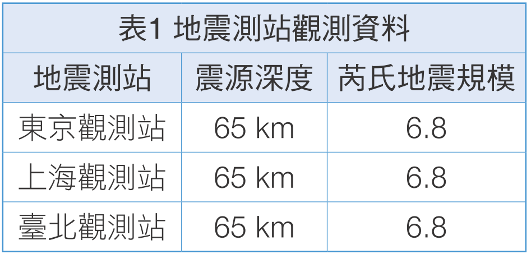 表1 地震測站觀測資料
地震測站 震源深度 芮氏地震規模
東京觀測站 65 km 6.8
上海觀測站 65 km 6.8
臺北觀測站 65 km 6.8